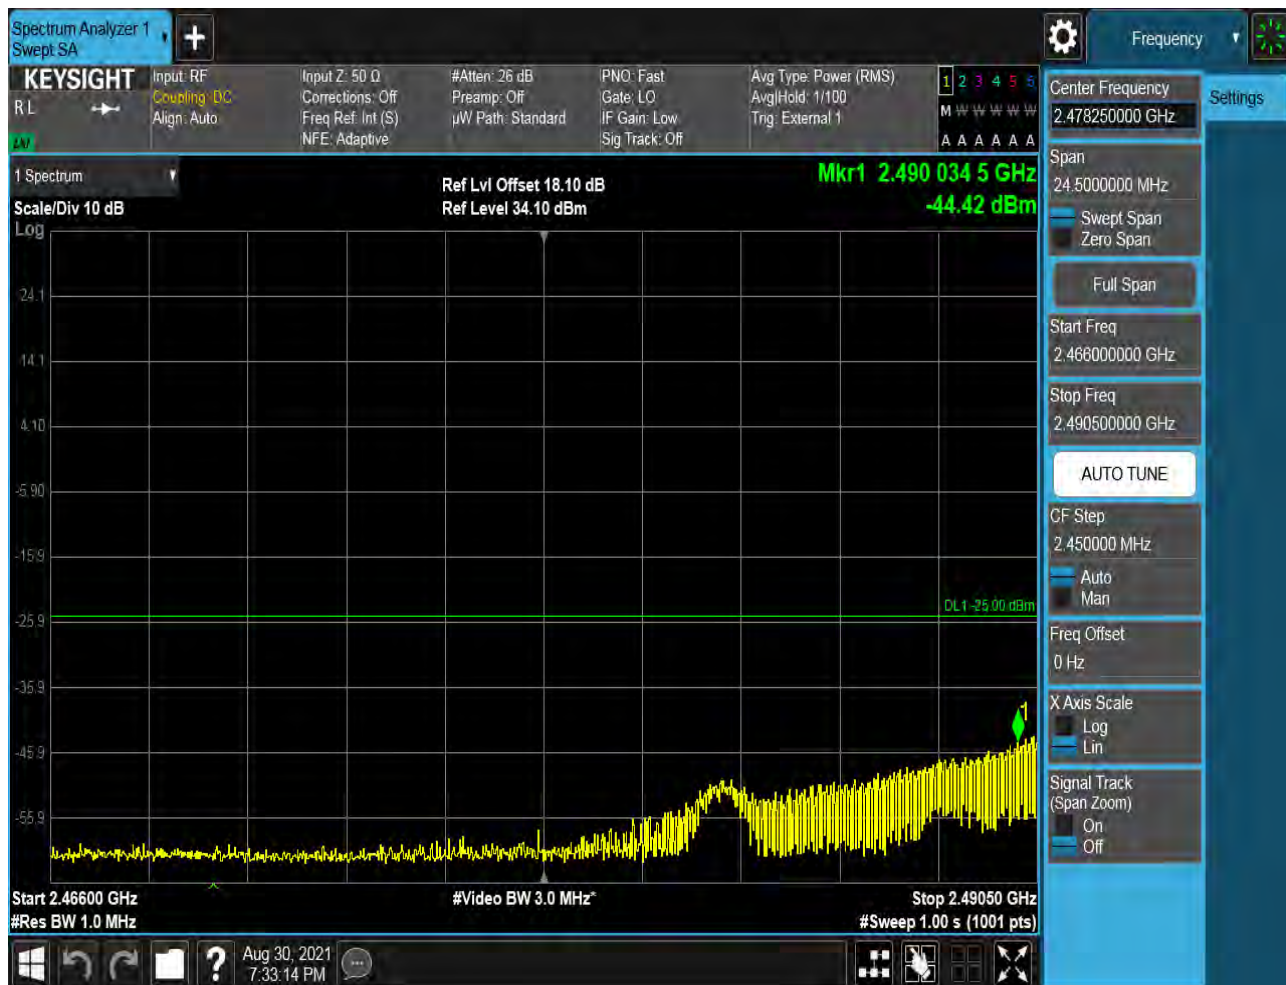 Spectrum Analyzer 1
Swept SA
Frequency
KEYSIGHT
R L
Input: RF
Coupling: DC
Align: Auto
Input Z: 50 Ω
Corrections: Off
Freq Ref: Int (S)
NFE: Adaptive
#Atten: 26 dB
Preamp: Off
µW Path: Standard
PNO: Fast
Gate: LO
IF Gain: Low
Sig Track: Off
Avg Type: Power (RMS)
Avg|Hold: 1/100
Trig: External 1
1 2 3 4 5 6
M W W W W W
A A A A A A
1 Spectrum
Scale/Div 10 dB
Log
Ref Lvl Offset 18.10 dB
Ref Level 34.10 dBm
Mkr1 2.490 034 5 GHz
-44.42 dBm
24.1
14.1
4.10
-5.90
-15.9
-25.9
-35.9
-45.9
-55.9
DL1 -25.00 dBm
1
Start 2.46600 GHz
#Res BW 1.0 MHz
#Video BW 3.0 MHz*
Stop 2.49050 GHz
#Sweep 1.00 s (1001 pts)
Center Frequency
2.478250000 GHz
Settings
Span
24.5000000 MHz
Swept Span
Zero Span
Full Span
Start Freq
2.466000000 GHz
Stop Freq
2.490500000 GHz
AUTO TUNE
CF Step
2.450000 MHz
Auto
Man
Freq Offset
0 Hz
X Axis Scale
Log
Lin
Signal Track
(Span Zoom)
On
Off
?
Aug 30, 2021
7:33:14 PM